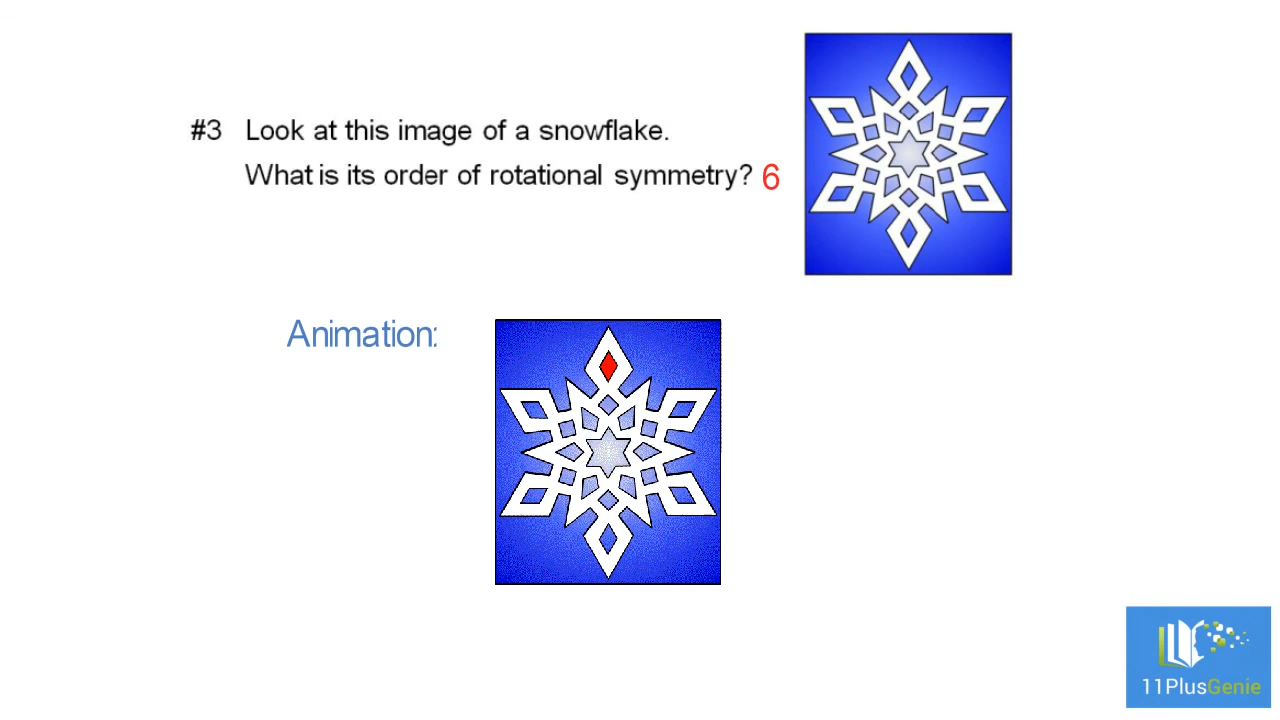 #3 Look at this image of a snowflake.
What is its order of rotational symmetry? 6
Animation:
11PlusGenie